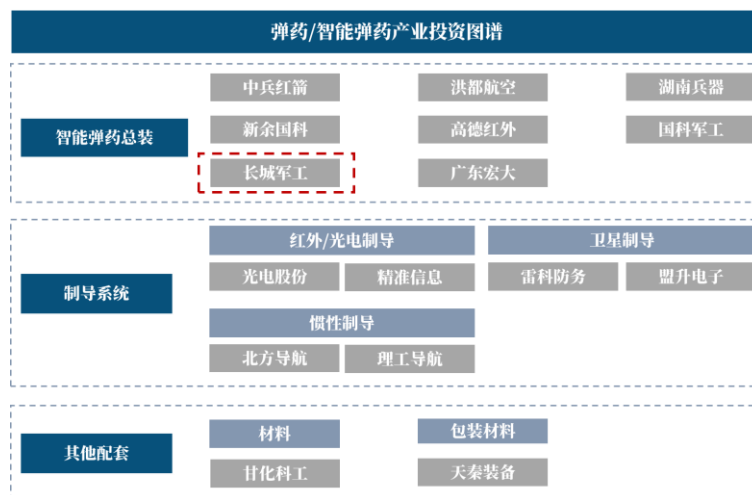 弹药/智能弹药产业投资图谱
智能弹药总装
中兵红箭
洪都航空
湖南兵器
新余国科
高德红外
国科军工
长城军工
广东宏大
制导系统
红外/光电制导
卫星制导
光电股份
精准信息
雷科防务
盟升电子
惯性制导
北方导航
理工导航
其他配套
材料
包装材料
甘化科工
天秦装备